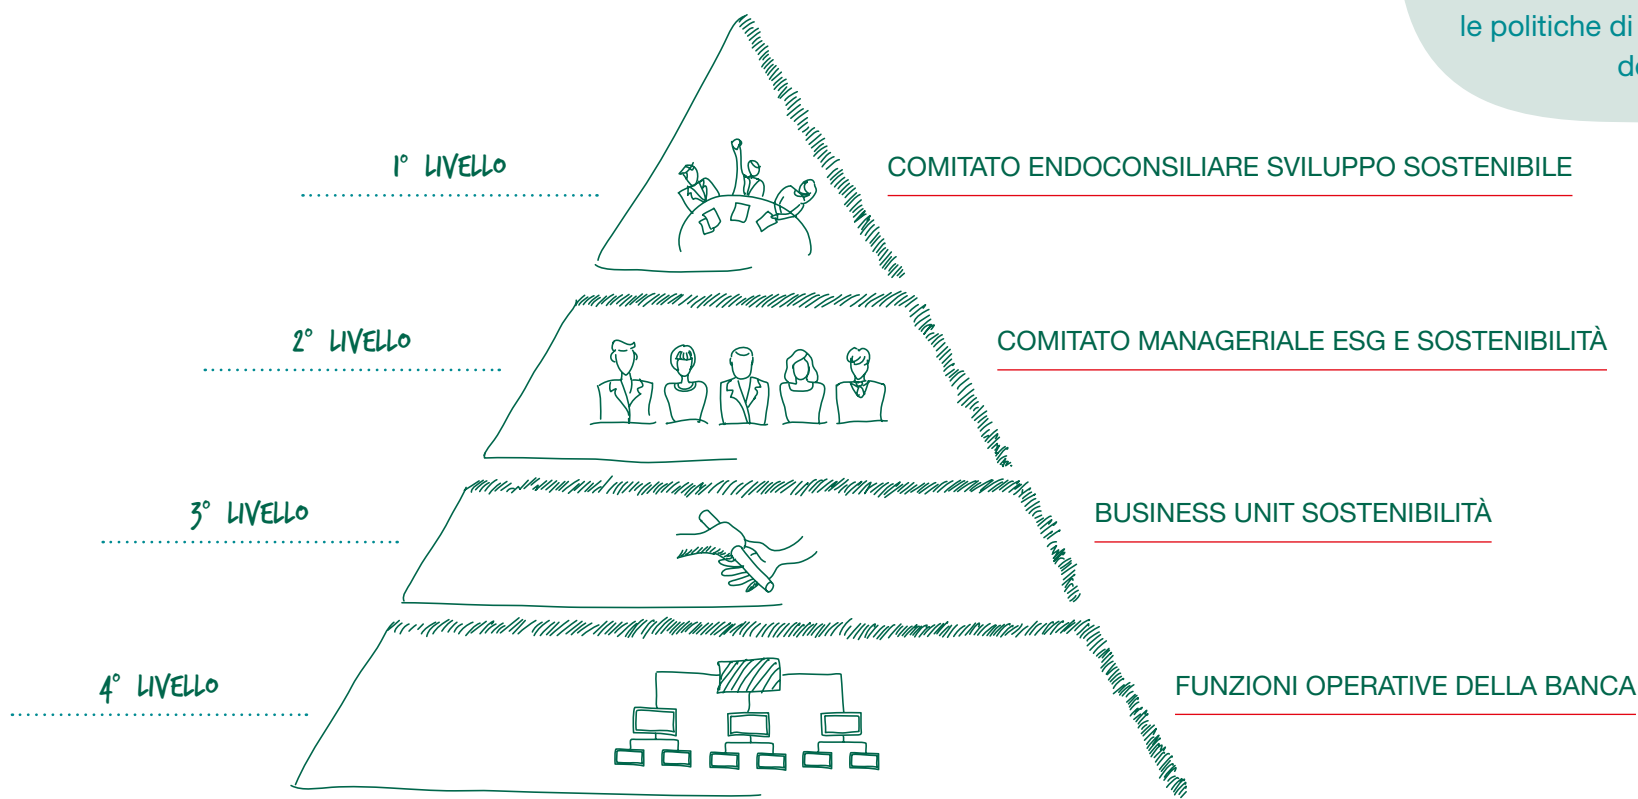 le politiche di
1° LIVELLO
COMITATO ENDOCONSILIARE SVILUPPO SOSTENIBILE
2° LIVELLO
COMITATO MANAGERIALE ESG E SOSTENIBILITÀ
3° LIVELLO
BUSINESS UNIT SOSTENIBILITÀ
4° LIVELLO
FUNZIONI OPERATIVE DELLA BANCA